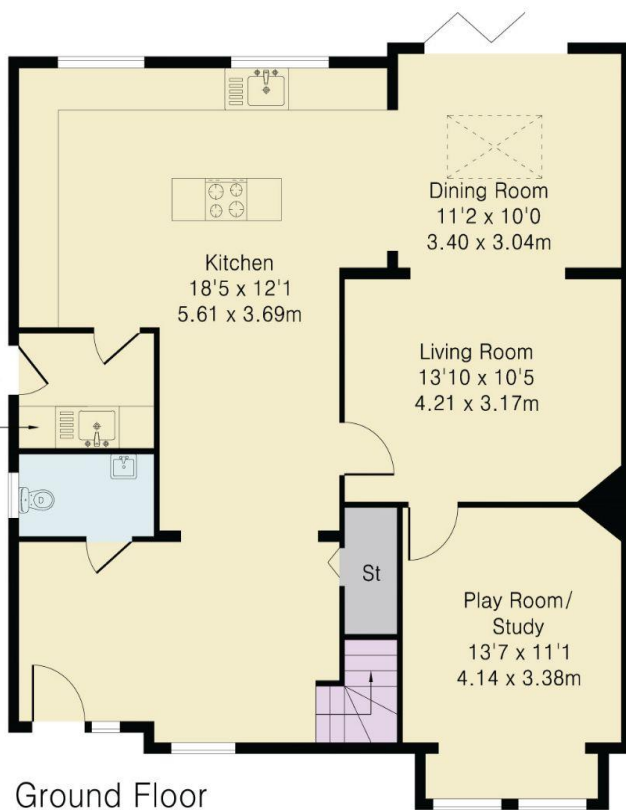 Dining Room
11'2 x 10'0
3.40 x 3.04m
Kitchen
18'5 x 12'1
5.61 x 3.69m
Living Room
13'10 x 10'5
4.21 x 3.17m
St
Play Room/
Study
13'7 x 11'1
4.14 x 3.38m
Ground Floor